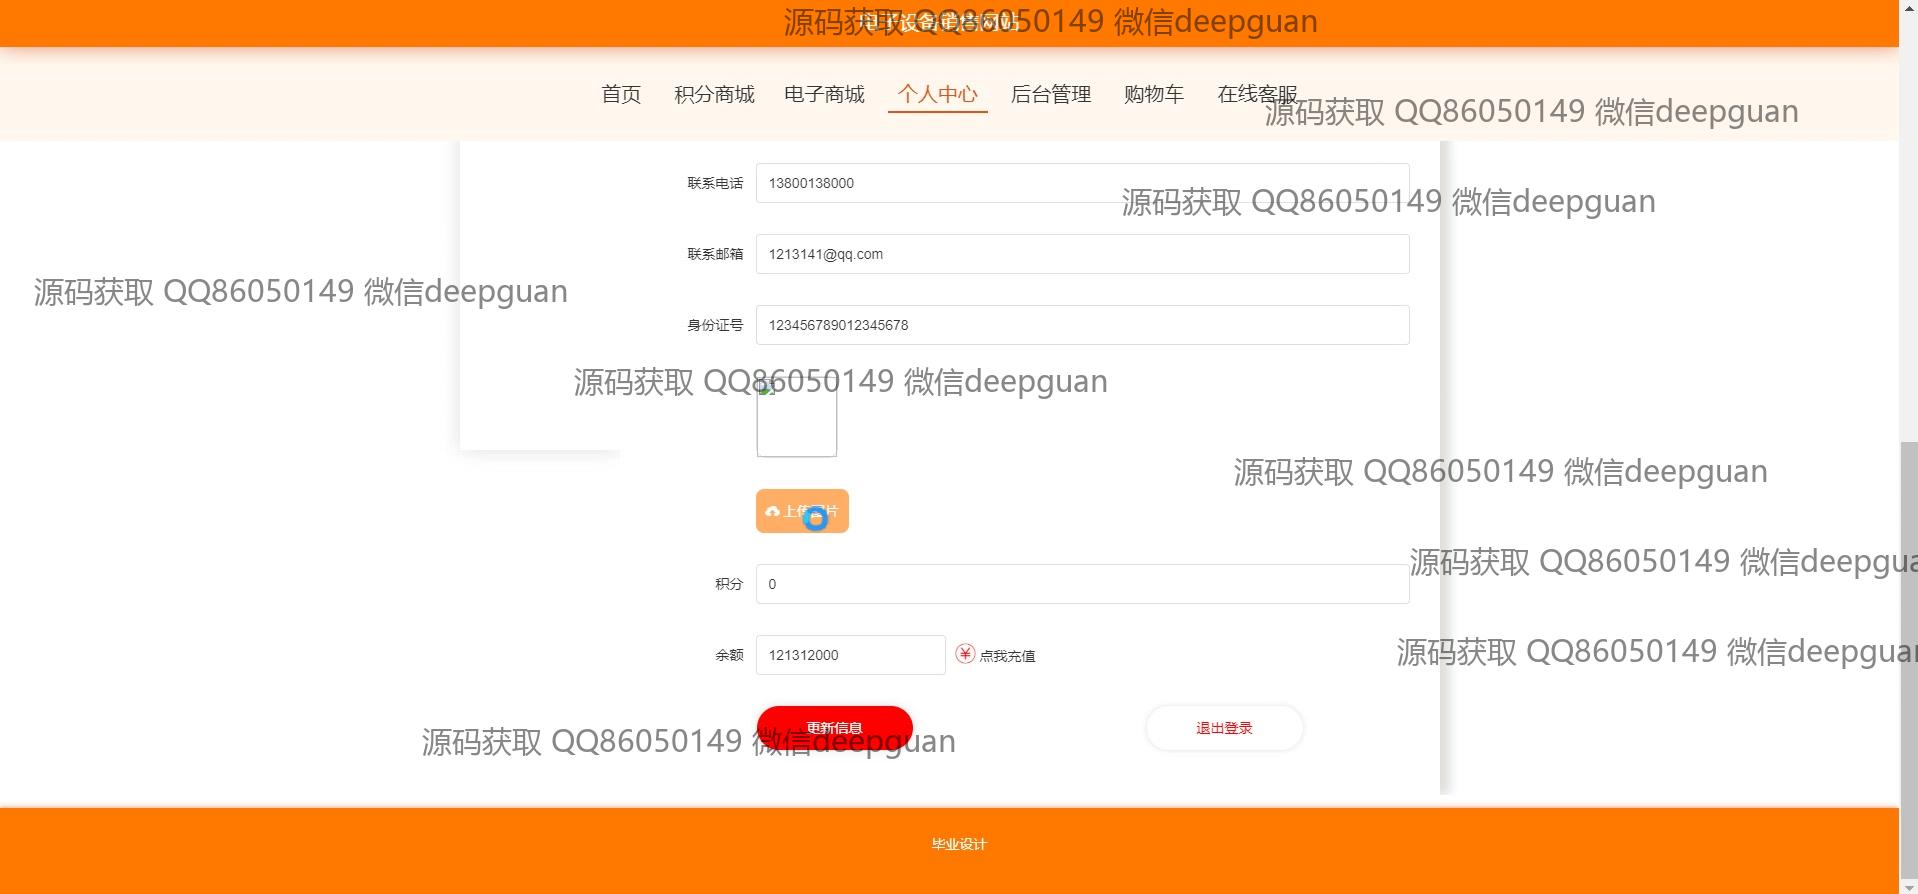 电子设备销售网站
源码获取 QQ86050149 微信deepguan
首页 积分商城 电子商城 个人中心 后台管理 购物车 在线客服
源码获取 QQ86050149 微信deepguan
联系电话 13800138000
源码获取 QQ86050149 微信deepguan
联系邮箱 1213141@qq.com
源码获取 QQ86050149 微信deepguan
身份证号 123456789012345678
源码获取 QQ86050149 微信deepguan
源码获取 QQ86050149 微信deepguan
上传图片
源码获取 QQ86050149 微信deepgua
积分 0
余额 121312000 点我充值
源码获取 QQ86050149 微信deepguan
更新信息 退出登录
源码获取 QQ86050149 微信deepguan
毕业设计